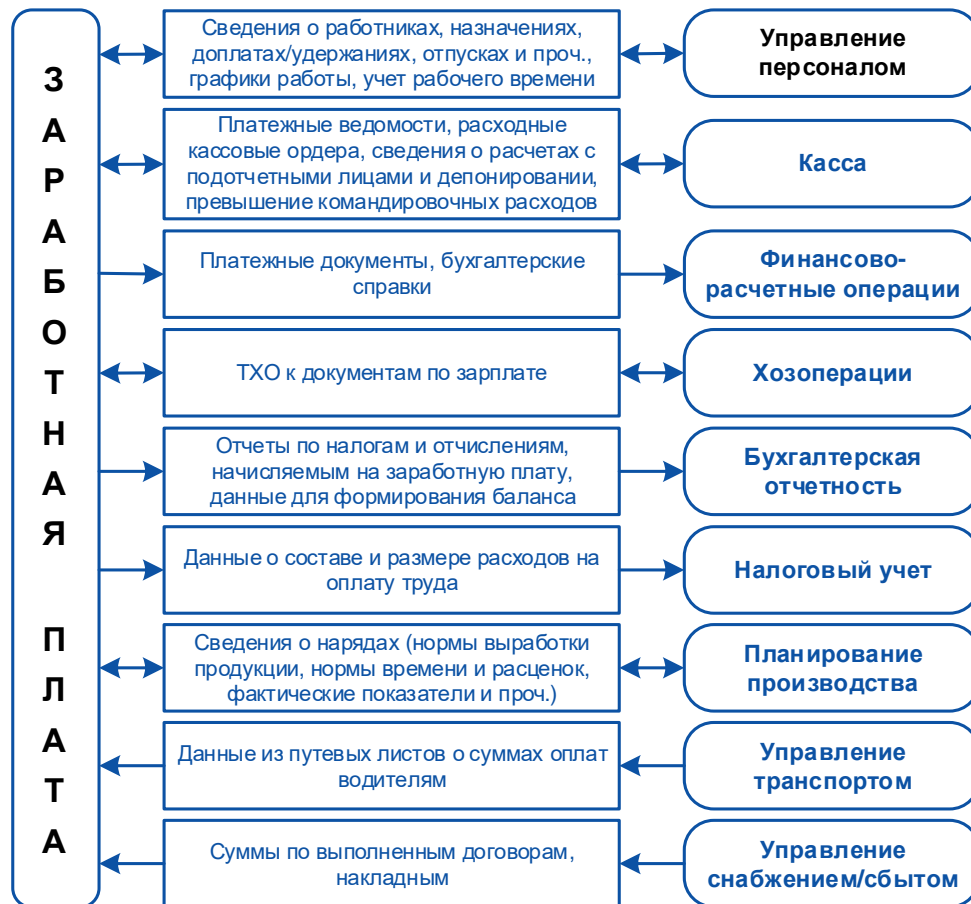 ЗАРАБОТНАЯ ПЛАТА
Сведения о работниках, назначениях,
доплатах/удержаниях, отпусках и проч.,
графики работы, учет рабочего времени
Управление
персоналом
Платежные ведомости, расходные
кассовые ордера, сведения о расчетах с
подотчетными лицами и депонировании,
превышение командировочных расходов
Касса
Платежные документы, бухгалтерские
справки
Финансово-
расчетные операции
ТХО к документам по зарплате
Хозоперации
Отчеты по налогам и отчислениям,
начисляемым на заработную плату,
данные для формирования баланса
Бухгалтерская
отчетность
Данные о составе и размере расходов на
оплату труда
Налоговый учет
Сведения о нарядах (нормы выработки
продукции, нормы времени и расценок,
фактические показатели и проч.)
Планирование
производства
Данные из путевых листов о суммах оплат
водителям
Управление
транспортом
Суммы по выполненным договорам,
накладным
Управление
снабжением/сбытом